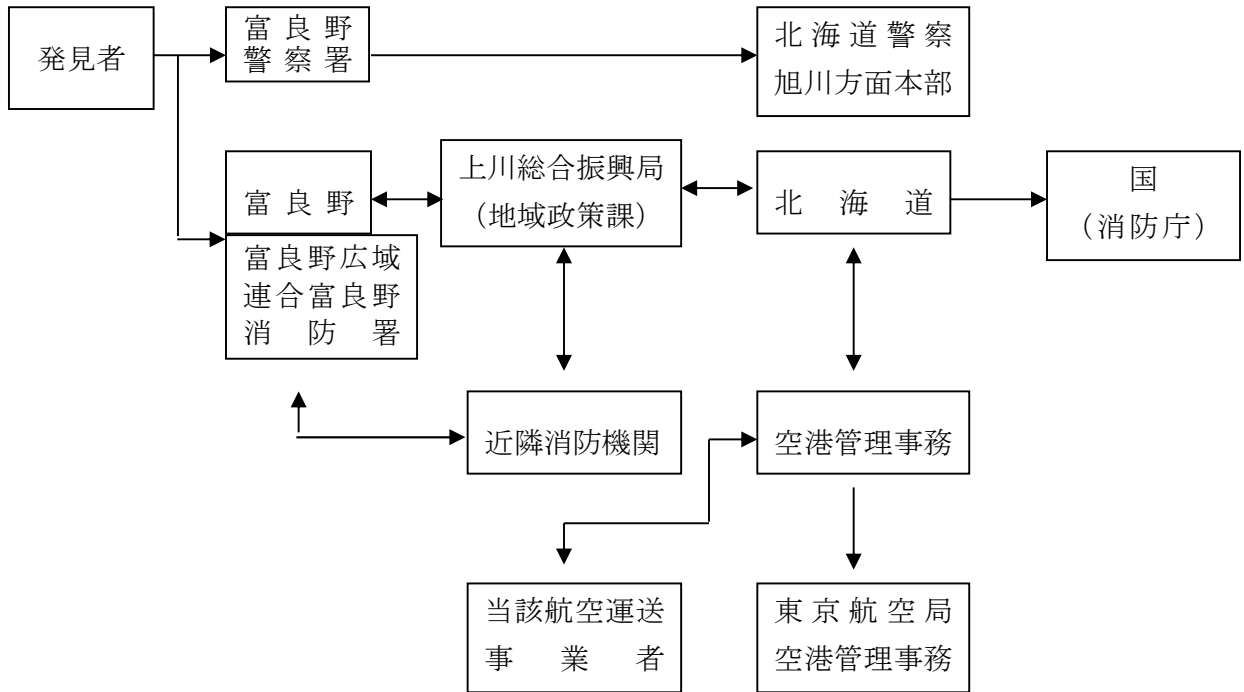 発見者
富良野
警察署
北海道警察
旭川方面本部
富良野
上川総合振興局
（地域政策課）
北海道
国
（消防庁）
富良野広域
連合富良野
消防署
近隣消防機関
空港管理事務
当該航空運送
事業者
東京航空局
空港管理事務